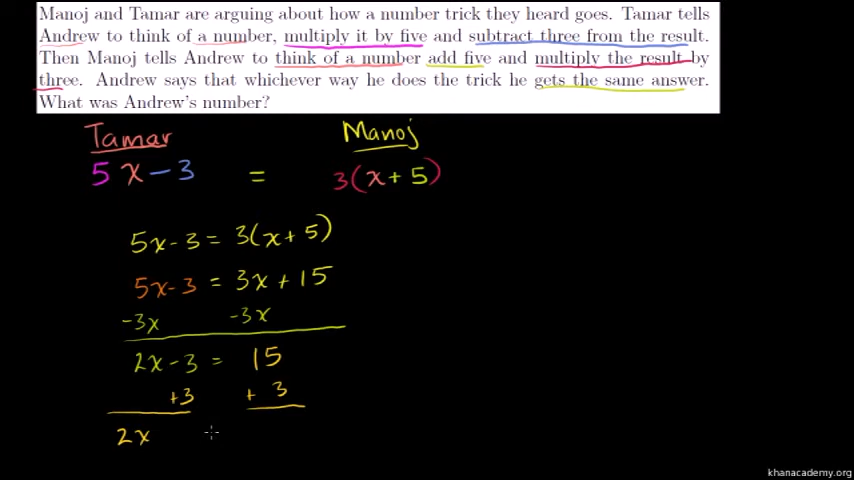 Manoj and Tamar are arguing about how a number trick they heard goes. Tamar tells
Andrew to think of a number, multiply it by five and subtract three from the result.
Then Manoj tells Andrew to think of a number add five and multiply the result by
three. Andrew says that whichever way he does the trick he gets the same answer.
What was Andrew's number?
Tamar Manoj
5x - 3 = 3(x + 5)
5x - 3 = 3(x + 5)
5x - 3 = 3x + 15
-3x -3x
2x - 3 = 15
+3 + 3
2x
khanacademy.org